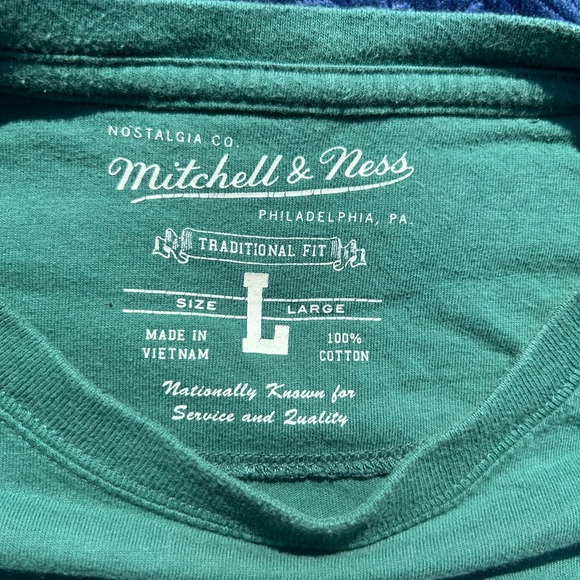 NOSTALGIA CO.
Mitchell & Ness
PHILADELPHIA, PA.
TRADITIONAL FIT
SIZE L LARGE
MADE IN VIETNAM
100% COTTON
Nationally Known for
Service and Quality